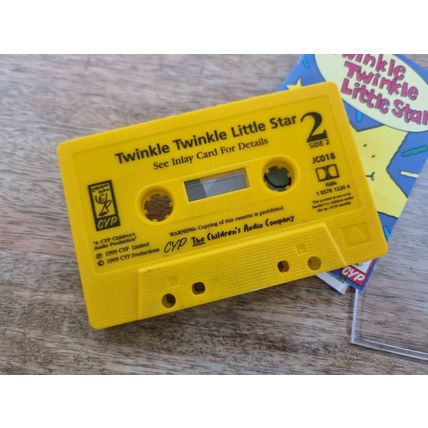 Twinkle
Twinkle
Little Star
Twinkle Twinkle Little Star
See Inlay Card For Details
2
SIDE 2
JC018
CYP
"A CYP Children's
Audio Production"
℗ 1999 CYP Limited
© 1999 CYP Productions
WARNING: Copying of this cassette is prohibited
CYP The Children's Audio Company
CYP